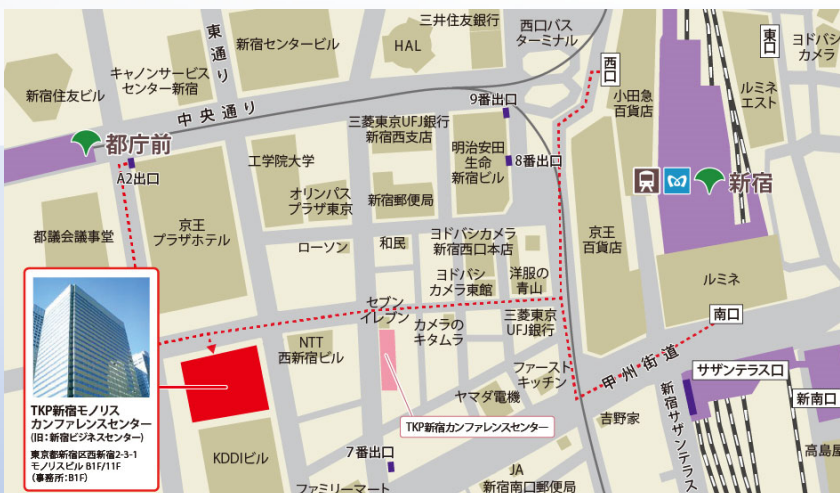 三井住友銀行
東通り
新宿センタービル
HAL
西口バス
ターミナル
東口
ヨドバシ
カメラ
西口
キャノンサービス
センター新宿
新宿住友ビル
中央通り
9番出口
小田急
百貨店
ルミネ
エスト
三菱東京UFJ銀行
新宿西支店
都庁前
A2出口
工学院大学
明治安田
生命
新宿ビル
8番出口
新宿
オリンパス
プラザ東京
新宿郵便局
京王
プラザホテル
都議会議事堂
ローソン
和民
ヨドバシカメラ
新宿西口本店
京王
百貨店
ヨドバシ
カメラ東館
洋服の
青山
ルミネ
セブン
イレブン
カメラの
キタムラ
三菱東京
UFJ銀行
南口
NTT
西新宿ビル
甲州街道
ファースト
キッチン
サザンテラス口
ヤマダ電機
新宿サザンテラス
新南口
吉野家
TKP新宿カンファレンスセンター
TKP新宿モノリス
カンファレンスセンター
(旧:新宿ビジネスセンター)
東京都新宿区西新宿2-3-1
モノリスビル B1F/11F
(事務所:B1F)
KDDIビル
7番出口
高島屋
JA
新宿南口郵便局
ファミリーマート